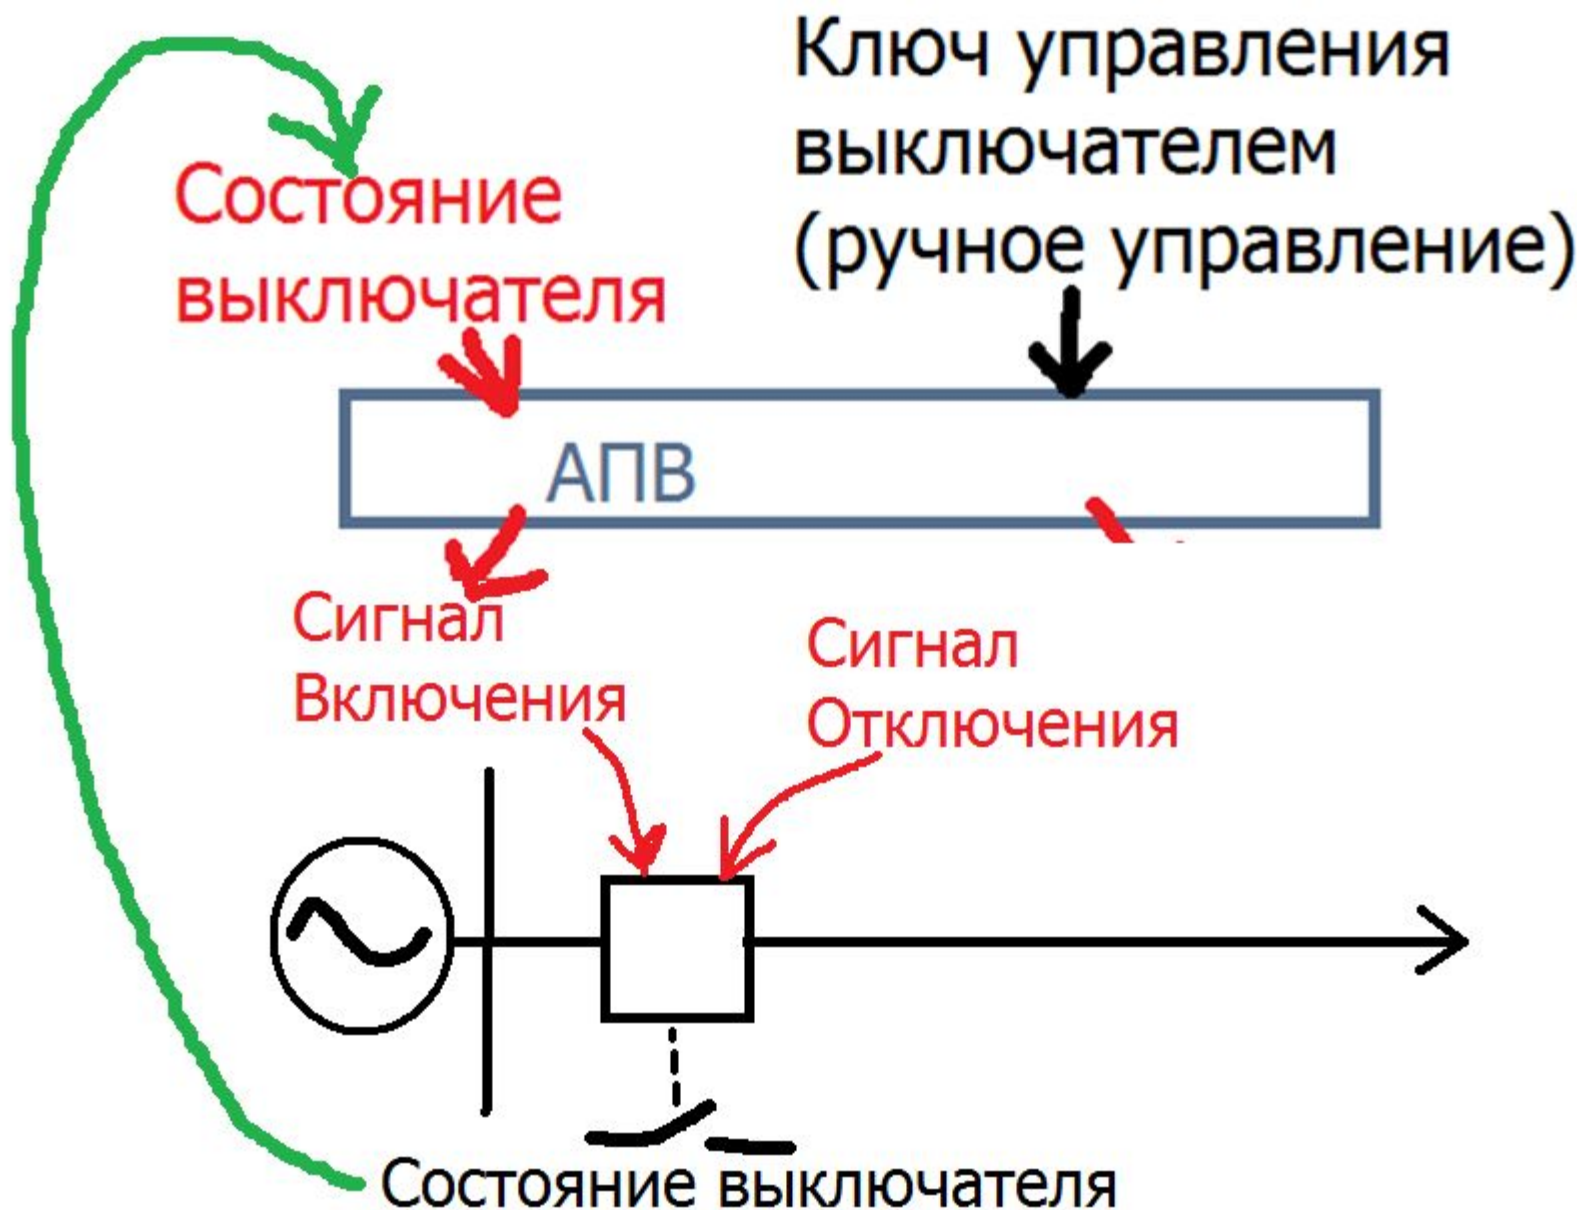 Ключ управления
выключателем
(ручное управление)
Состояние
выключателя
АПВ
Сигнал
Включения
Сигнал
Отключения
Состояние выключателя